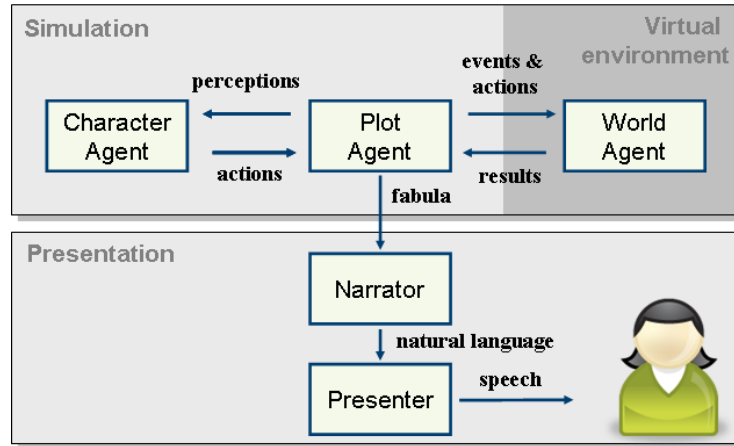 Simulation
Virtual
environment
perceptions
events &
actions
Character
Agent
Plot
Agent
World
Agent
actions
results
fabula
Presentation
Narrator
natural language
Presenter
speech